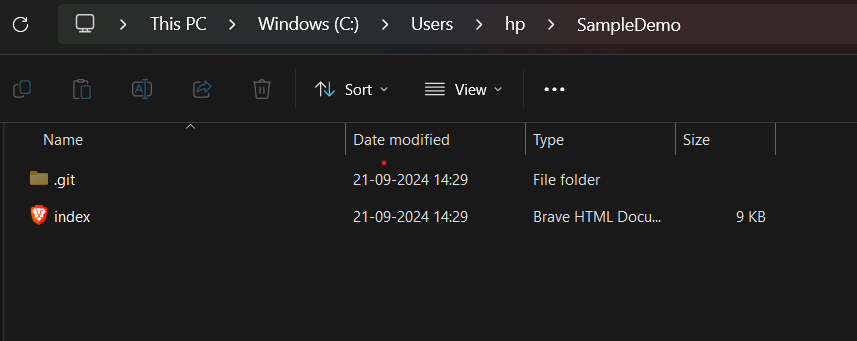 This PC > Windows (C:) > Users > hp > SampleDemo
Sort View ...
Name Date modified Type Size
.git 21-09-2024 14:29 File folder
index 21-09-2024 14:29 Brave HTML Docu... 9 KB